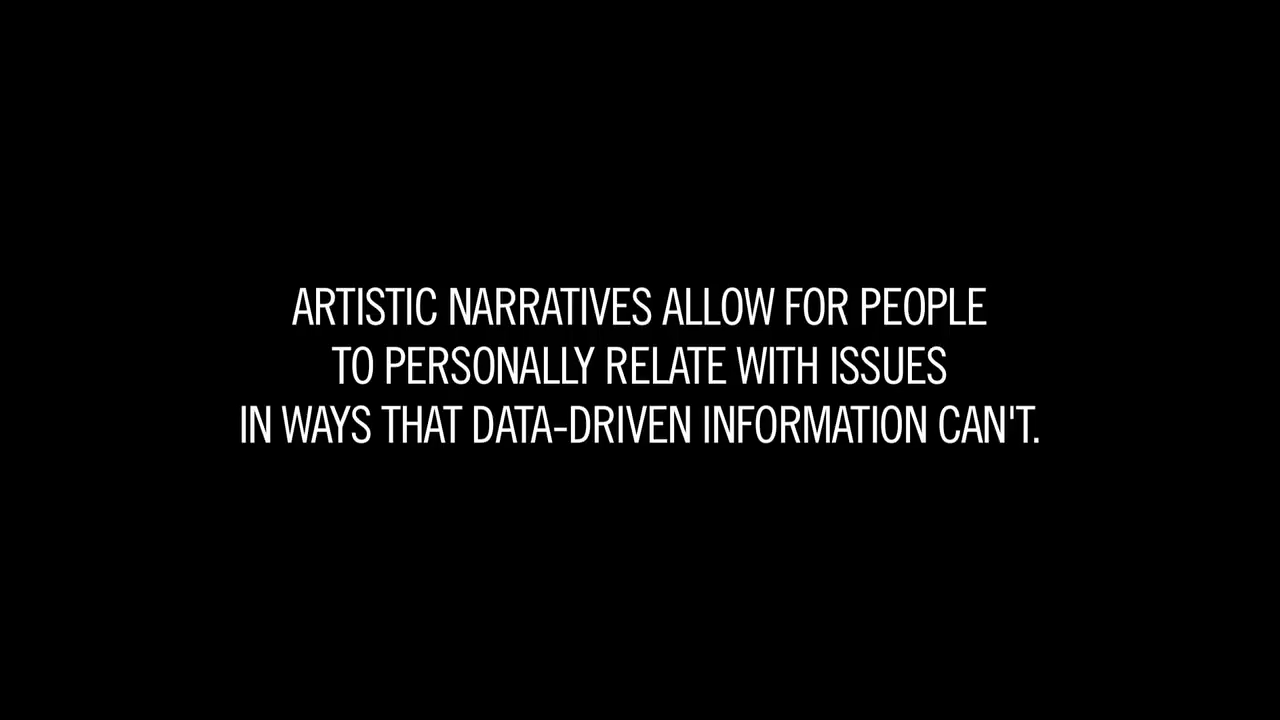 ARTISTIC NARRATIVES ALLOW FOR PEOPLE
TO PERSONALLY RELATE WITH ISSUES
IN WAYS THAT DATA-DRIVEN INFORMATION CAN'T.